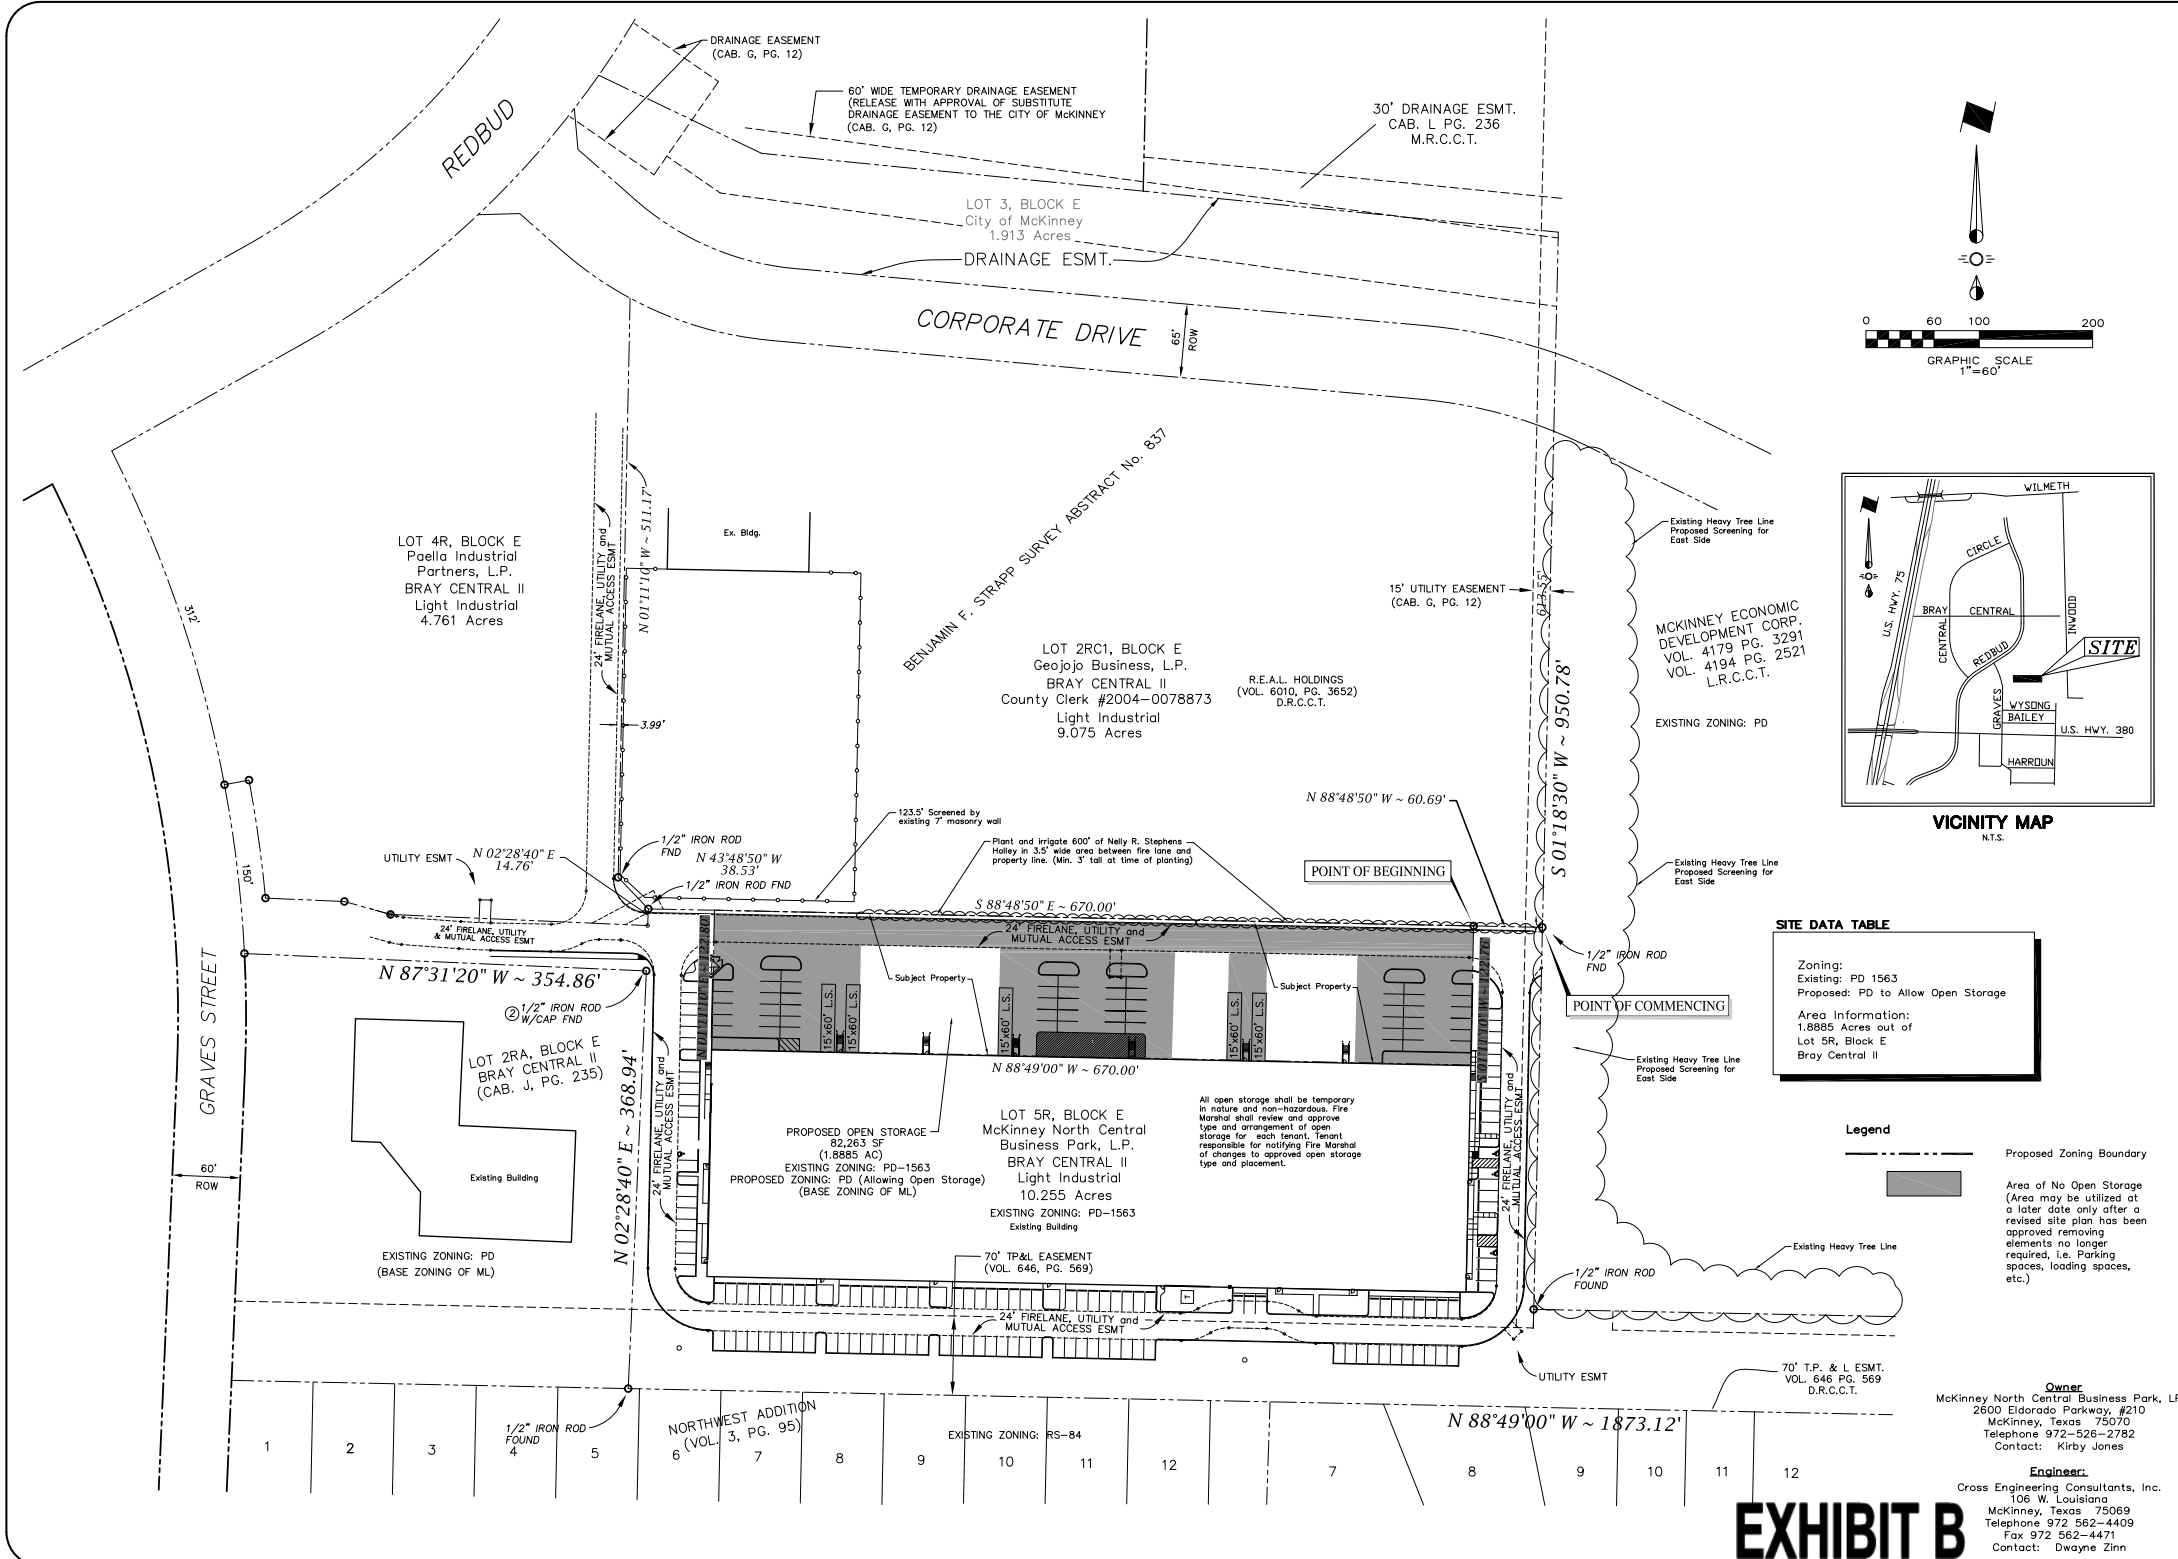 DRAINAGE EASEMENT
(CAB. G, PG. 12)
60' WIDE TEMPORARY DRAINAGE EASEMENT
(RELEASE WITH APPROVAL OF SUBSTITUTE
DRAINAGE EASEMENT TO THE CITY OF McKINNEY
(CAB. G, PG. 12)
30' DRAINAGE ESMT.
CAB. L PG. 236
M.R.C.C.T.
REDBUD
LOT 3, BLOCK E
City of McKinney
1.913 Acres
DRAINAGE ESMT.
CORPORATE DRIVE
65'
ROW
0 60 100 200
GRAPHIC SCALE
1"=60'
BENJAMIN F. STRAPP SURVEY ABSTRACT No. 837
LOT 4R, BLOCK E
Paella Industrial
Partners, L.P.
BRAY CENTRAL II
Light Industrial
4.761 Acres
312'
24' FIRELANE, UTILITY and
MUTUAL ACCESS ESMT
N 01°11'10" W ~ 511.17'
Ex. Bldg.
3.99'
LOT 2RC1, BLOCK E
Geojojo Business, L.P.
BRAY CENTRAL II
County Clerk #2004-0078873
Light Industrial
9.075 Acres
R.E.A.L. HOLDINGS
(VOL. 6010, PG. 3652)
D.R.C.C.T.
15' UTILITY EASEMENT
(CAB. G, PG. 12)
613.55'
S 01°18'30" W ~ 950.78'
Existing Heavy Tree Line
Proposed Screening for
East Side
MCKINNEY ECONOMIC
DEVELOPMENT CORP.
VOL. 4179 PG. 3291
VOL. 4194 PG. 2521
L.R.C.C.T.
EXISTING ZONING: PD
WILMETH
CIRCLE
U.S. HWY. 75
BRAY
CENTRAL
CENTRAL
INWOOD
REDBUD
SITE
GRAVES
WYSONG
BAILEY
U.S. HWY. 380
HARROUN
VICINITY MAP
N.T.S.
N 88°48'50" W ~ 60.69'
123.5' Screened by
existing 7' masonry wall
Plant and irrigate 600' of Nelly R. Stephens
Holley in 3.5' wide area between fire lane and
property line. (Min. 3' tall at time of planting)
1/2" IRON ROD
FND
N 43°48'50" W
38.53'
1/2" IRON ROD FND
UTILITY ESMT
N 02°28'40" E
14.76'
150'
POINT OF BEGINNING
Existing Heavy Tree Line
Proposed Screening for
East Side
S 88°48'50" E ~ 670.00'
24' FIRELANE, UTILITY and
MUTUAL ACCESS ESMT
24' FIRELANE, UTILITY
& MUTUAL ACCESS ESMT
N 87°31'20" W ~ 354.86'
1/2" IRON ROD
FND
POINT OF COMMENCING
2
1/2" IRON ROD
W/CAP FND
Subject Property
Subject Property
15'x60' L.S.
15'x60' L.S.
15'x60' L.S.
15'x60' L.S.
15'x60' L.S.
SITE DATA TABLE
Zoning:
Existing: PD 1563
Proposed: PD to Allow Open Storage
Area Information:
1.8885 Acres out of
Lot 5R, Block E
Bray Central II
GRAVES STREET
60'
ROW
LOT 2RA, BLOCK E
BRAY CENTRAL II
(CAB. J, PG. 235)
N 02°28'40" E ~ 368.94'
24' FIRELANE, UTILITY and
MUTUAL ACCESS ESMT
N 88°49'00" W ~ 670.00'
Existing Heavy Tree Line
Proposed Screening for
East Side
PROPOSED OPEN STORAGE
82,263 SF
(1.8885 AC)
EXISTING ZONING: PD-1563
PROPOSED ZONING: PD (Allowing Open Storage)
(BASE ZONING OF ML)
LOT 5R, BLOCK E
McKinney North Central
Business Park, L.P.
BRAY CENTRAL II
Light Industrial
10.255 Acres
EXISTING ZONING: PD-1563
Existing Building
All open storage shall be temporary
in nature and non-hazardous. Fire
Marshal shall review and approve
type and arrangement of open
storage for each tenant. Tenant
responsible for notifying Fire Marshal
of changes to approved open storage
type and placement.
24' FIRELANE, UTILITY and
MUTUAL ACCESS ESMT
Existing Building
EXISTING ZONING: PD
(BASE ZONING OF ML)
70' TP&L EASEMENT
(VOL. 646, PG. 569)
T
24' FIRELANE, UTILITY and
MUTUAL ACCESS ESMT
Existing Heavy Tree Line
1/2" IRON ROD
FOUND
UTILITY ESMT
Legend
Proposed Zoning Boundary
Area of No Open Storage
(Area may be utilized at
a later date only after a
revised site plan has been
approved removing
elements no longer
required, i.e. Parking
spaces, loading spaces,
etc.)
70' T.P. & L ESMT.
VOL. 646 PG. 569
D.R.C.C.T.
1/2" IRON ROD
FOUND
NORTHWEST ADDITION
(VOL. 3, PG. 95)
EXISTING ZONING: RS-84
N 88°49'00" W ~ 1873.12'
1 2 3 4 5 6 7 8 9 10 11 12 7 8 9 10 11 12
Owner
McKinney North Central Business Park, LP
2600 Eldorado Parkway, #210
McKinney, Texas 75070
Telephone 972-526-2782
Contact: Kirby Jones
Engineer:
Cross Engineering Consultants, Inc.
106 W. Louisiana
McKinney, Texas 75069
Telephone 972 562-4409
Fax 972 562-4471
Contact: Dwayne Zinn
EXHIBIT B